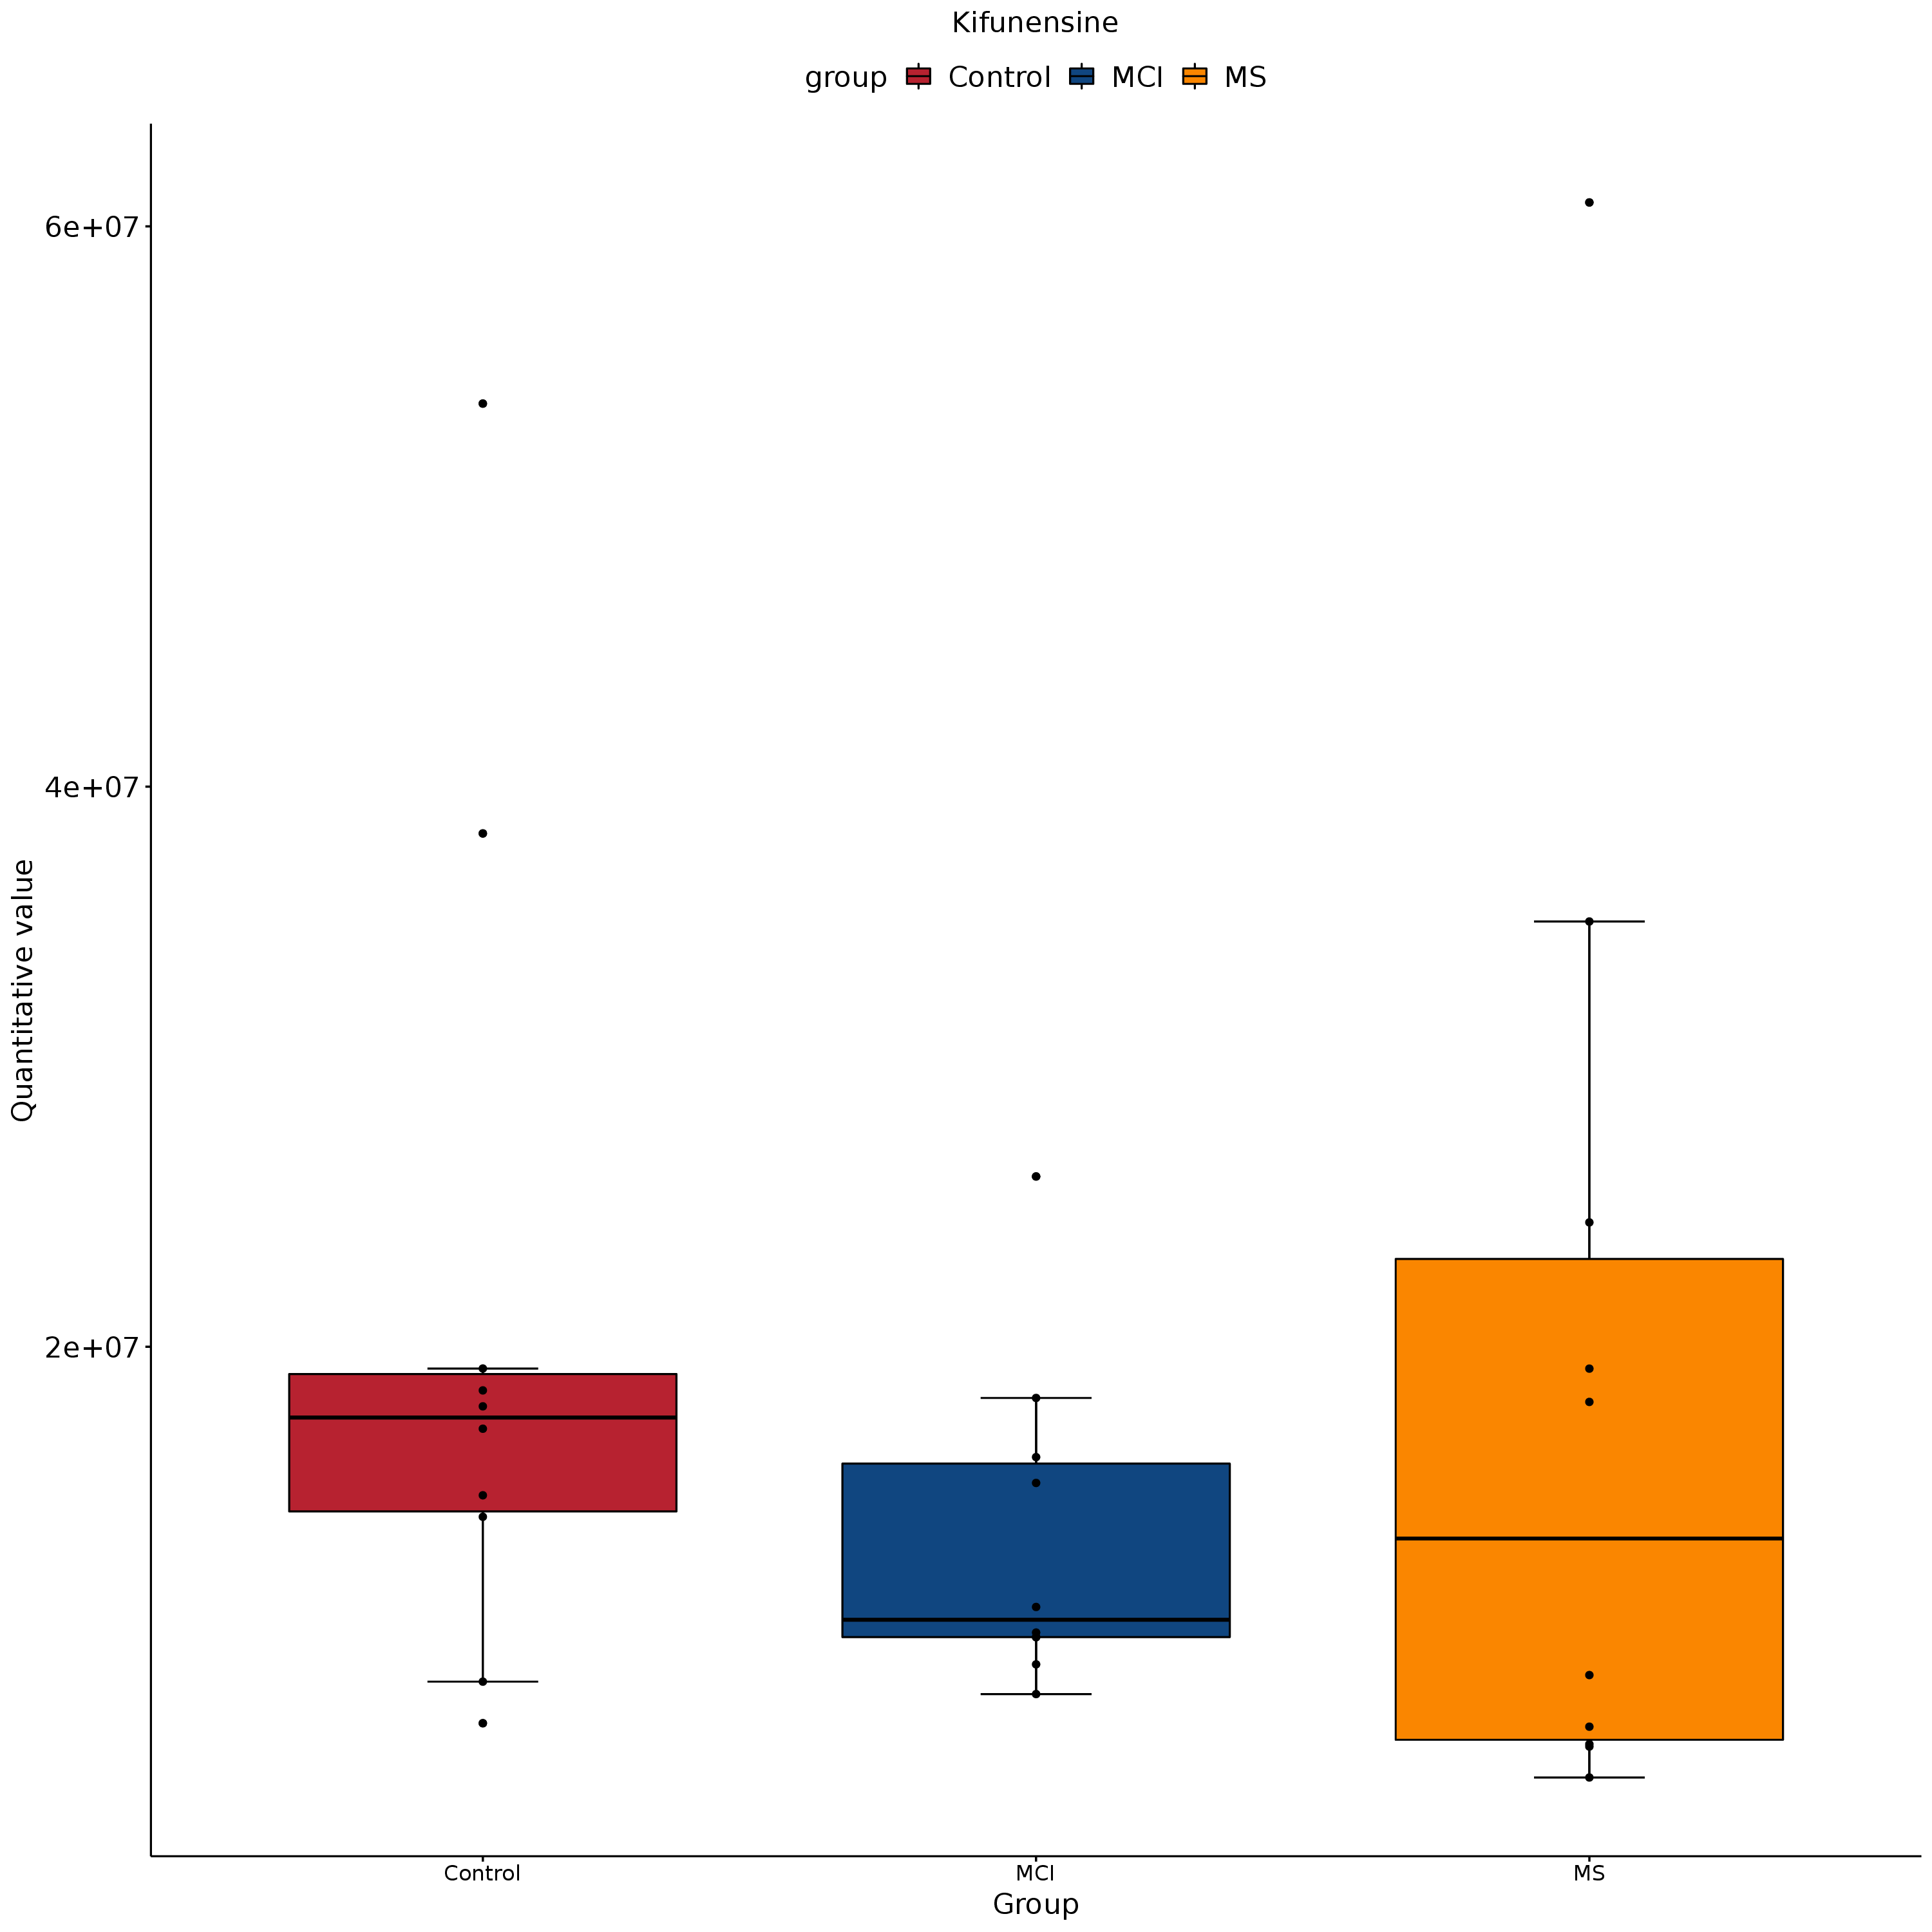 Kifunensine
group Control MCI MS
6e+07
4e+07
2e+07
Quantitative value
Control MCI MS
Group